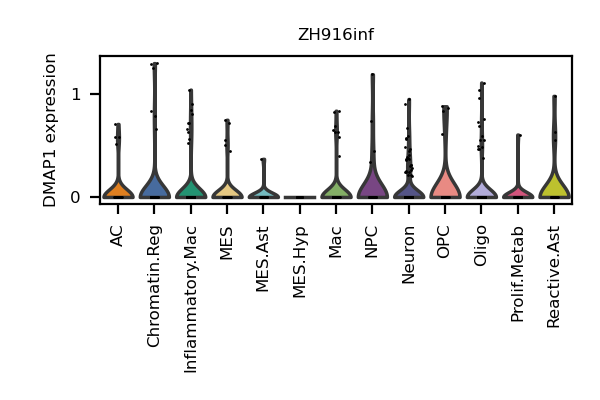 ZH916inf
DMAP1 expression
1
0
AC
Chromatin.Reg
Inflammatory.Mac
MES
MES.Ast
MES.Hyp
Mac
NPC
Neuron
OPC
Oligo
Prolif.Metab
Reactive.Ast